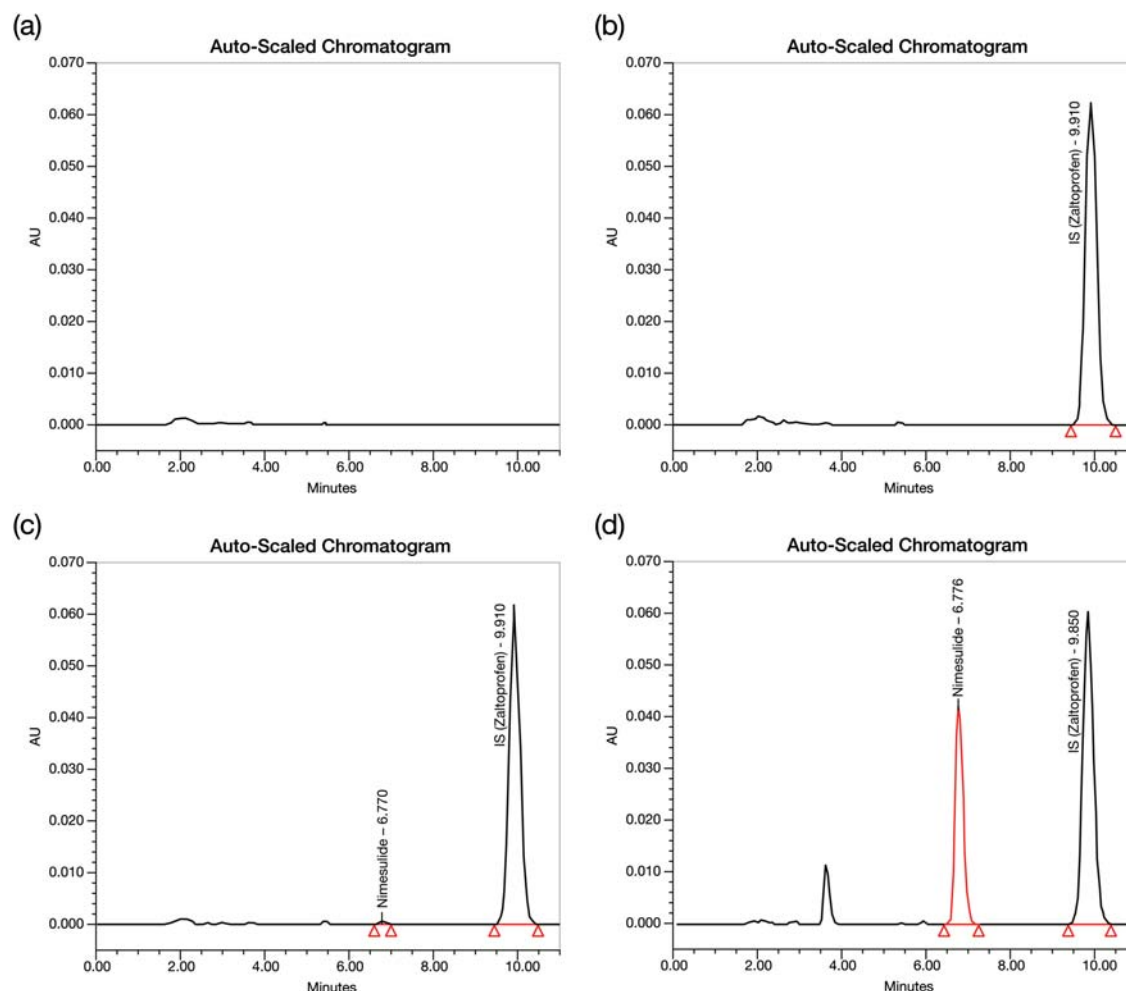 (a)
Auto-Scaled Chromatogram
0.070
0.060
0.050
0.040
0.030
0.020
0.010
0.000
AU
0.00 2.00 4.00 6.00 8.00 10.00
Minutes
(b)
Auto-Scaled Chromatogram
0.070
0.060
0.050
0.040
0.030
0.020
0.010
0.000
AU
IS (Zaltoprofen) - 9.910
0.00 2.00 4.00 6.00 8.00 10.00
Minutes
(c)
Auto-Scaled Chromatogram
0.070
0.060
0.050
0.040
0.030
0.020
0.010
0.000
AU
Nimesulide – 6.770
IS (Zaltoprofen) - 9.910
0.00 2.00 4.00 6.00 8.00 10.00
Minutes
(d)
Auto-Scaled Chromatogram
0.070
0.060
0.050
0.040
0.030
0.020
0.010
0.000
AU
Nimesulide – 6.776
IS (Zaltoprofen) - 9.850
0.00 2.00 4.00 6.00 8.00 10.00
Minutes